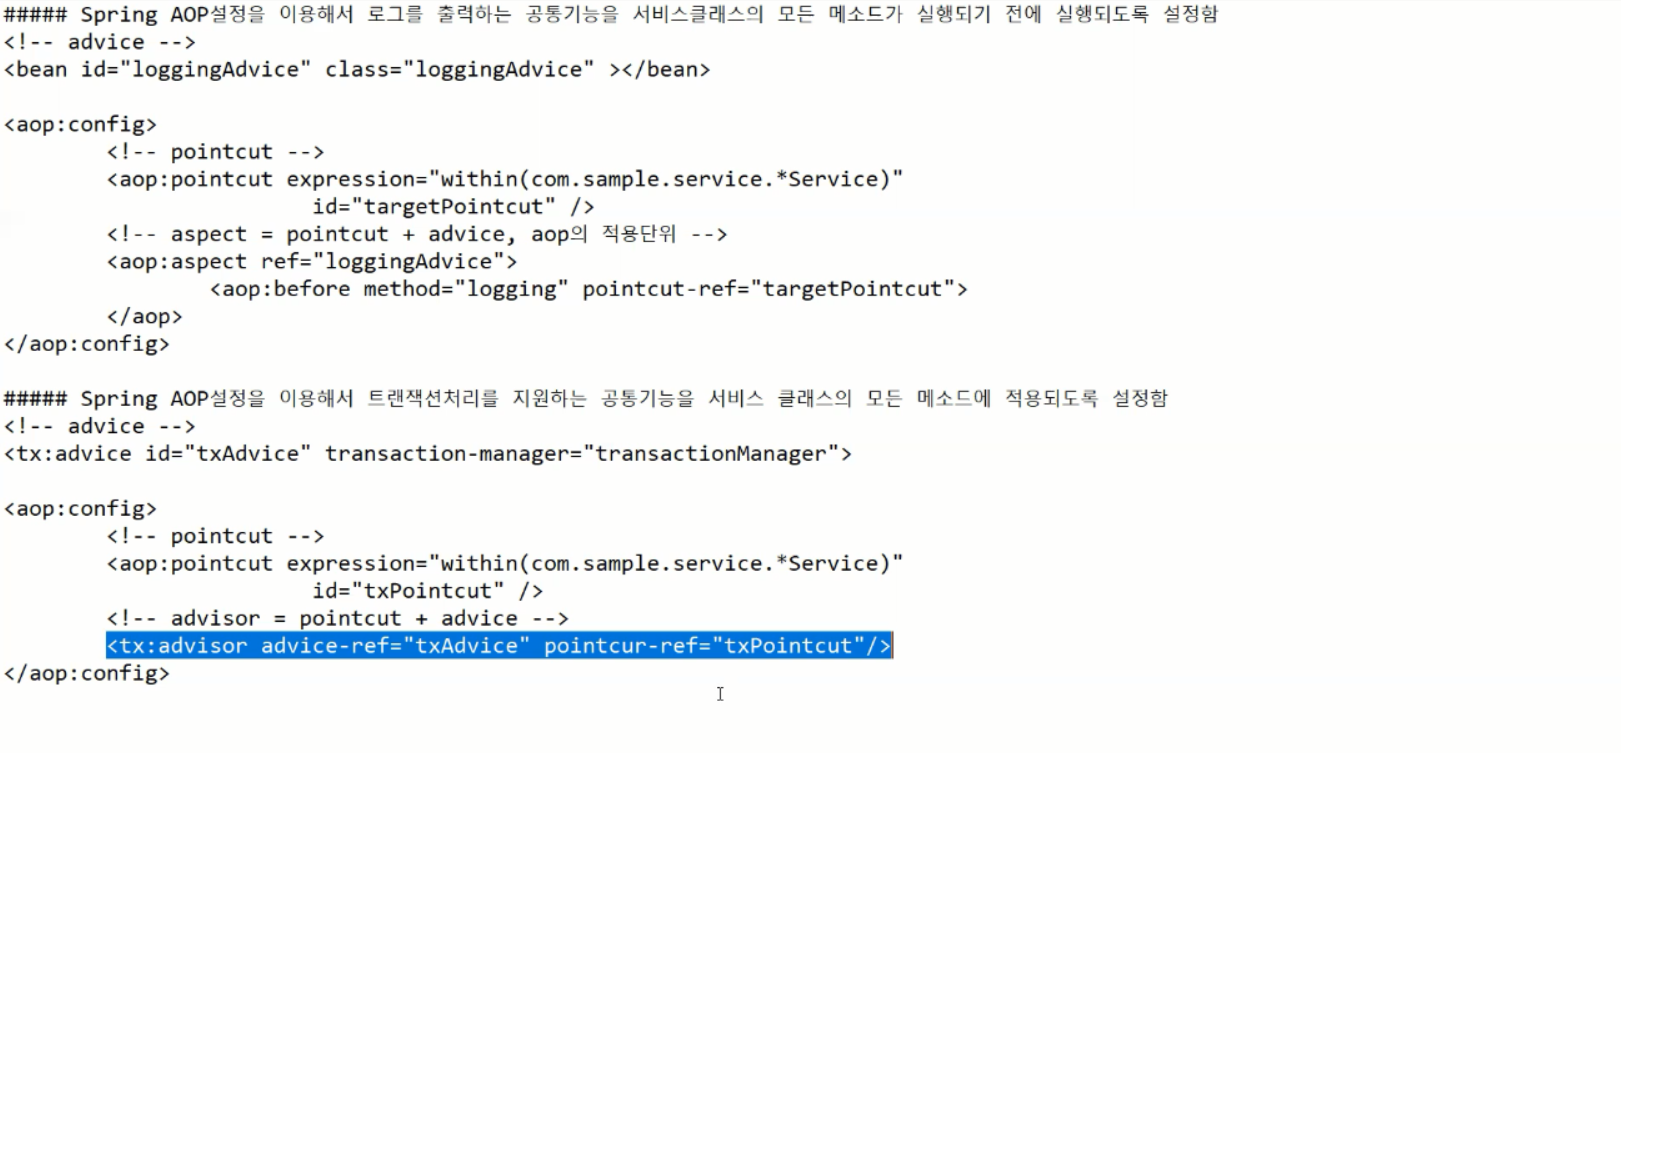 ##### Spring AOP설정을 이용해서 로그를 출력하는 공통기능을 서비스클래스의 모든 메소드가 실행되기 전에 실행되도록 설정함
<!-- advice -->
<bean id="loggingAdvice" class="loggingAdvice" ></bean>
<aop:config>
<!-- pointcut -->
<aop:pointcut expression="within(com.sample.service.*Service)"
id="targetPointcut" />
<!-- aspect = pointcut + advice, aop의 적용단위 -->
<aop:aspect ref="loggingAdvice">
<aop:before method="logging" pointcut-ref="targetPointcut">
</aop>
</aop:config>
##### Spring AOP설정을 이용해서 트랜잭션처리를 지원하는 공통기능을 서비스 클래스의 모든 메소드에 적용되도록 설정함
<!-- advice -->
<tx:advice id="txAdvice" transaction-manager="transactionManager">
<aop:config>
<!-- pointcut -->
<aop:pointcut expression="within(com.sample.service.*Service)"
id="txPointcut" />
<!-- advisor = pointcut + advice -->
<tx:advisor advice-ref="txAdvice" pointcur-ref="txPointcut"/>
</aop:config>